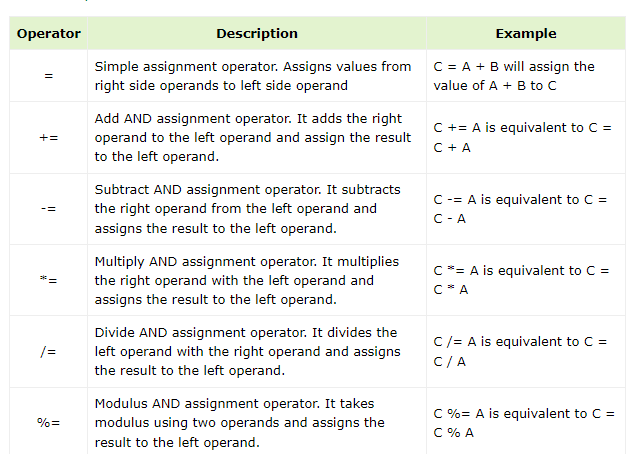 Operator Description Example
= Simple assignment operator. Assigns values from C = A + B will assign the
right side operands to left side operand value of A + B to C
Add AND assignment operator. It adds the right
+= operand to the left operand and assign the result C += A is equivalent to C =
to the left operand. C + A
Subtract AND assignment operator. It subtracts
-= the right operand from the left operand and C -= A is equivalent to C =
assigns the result to the left operand. C - A
Multiply AND assignment operator. It multiplies
*= the right operand with the left operand and C *= A is equivalent to C =
assigns the result to the left operand. C * A
Divide AND assignment operator. It divides the
/= left operand with the right operand and assigns C /= A is equivalent to C =
the result to the left operand. C / A
Modulus AND assignment operator. It takes
%= modulus using two operands and assigns the C %= A is equivalent to C =
result to the left operand. C % A